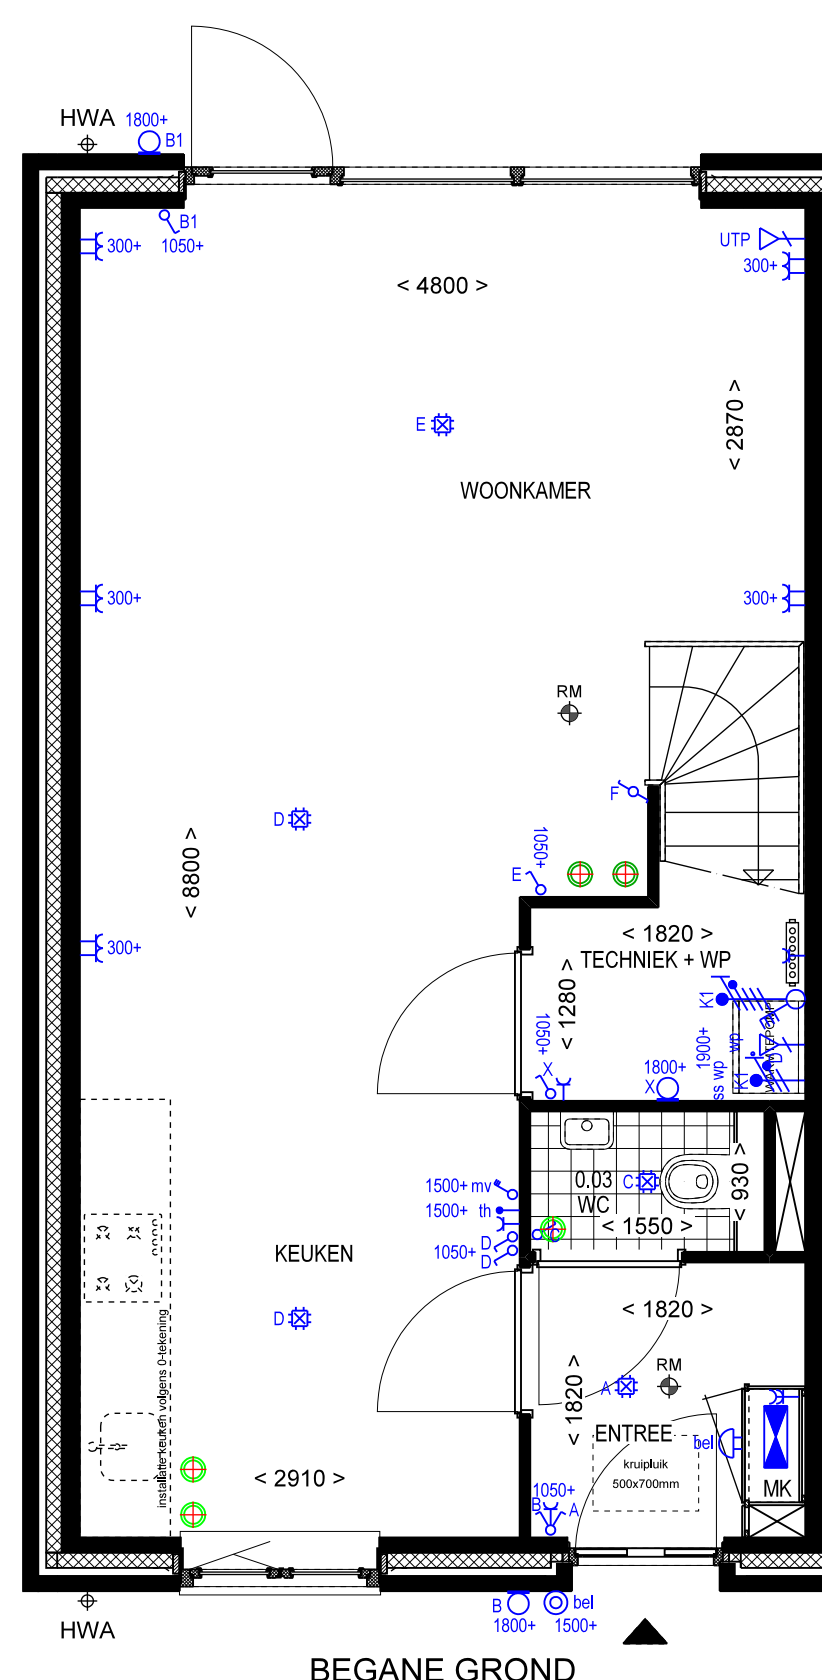 HWA
1800+
B1
B1
1050+
300+
UTP
300+
< 4800 >
< 2870 >
E
WOONKAMER
300+
300+
RM
F
D
< 8800 >
1050+
E
300+
< 1820 >
TECHNIEK + WP
< 1280 >
K1
1050+
X
1800+
X
1900+
wp
ss wp
K1
WARMTEPOMP
1500+ mv
1500+ th
D
1050+
D
0.03
WC
C
< 930 >
< 1550 >
KEUKEN
D
< 1820 >
RM
A
< 1820 >
ENTREE
bel
kruipluik
500x700mm
MK
installatie keuken volgens 0-tekening
< 2910 >
1050+
B
A
HWA
B
1800+
bel
1500+
BEGANE GROND